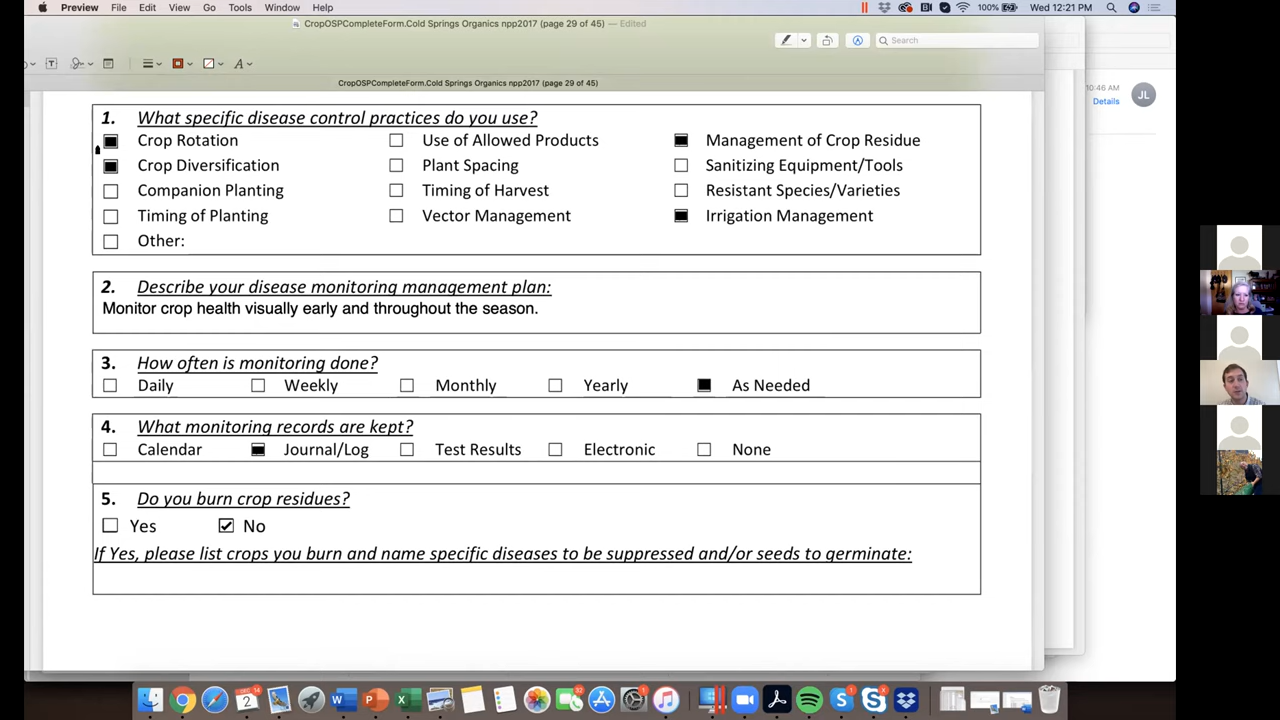 Preview File Edit View Go Tools Window Help 100% Wed 12:21 PM
CropOSPCompleteForm.Cold Springs Organics npp2017 (page 29 of 45) — Edited
Search
CropOSPCompleteForm.Cold Springs Organics npp2017 (page 29 of 45)
10:46 AM
Details
JL
1. What specific disease control practices do you use?
Crop Rotation Use of Allowed Products Management of Crop Residue
Crop Diversification Plant Spacing Sanitizing Equipment/Tools
Companion Planting Timing of Harvest Resistant Species/Varieties
Timing of Planting Vector Management Irrigation Management
Other:
2. Describe your disease monitoring management plan:
Monitor crop health visually early and throughout the season.
3. How often is monitoring done?
Daily Weekly Monthly Yearly As Needed
4. What monitoring records are kept?
Calendar Journal/Log Test Results Electronic None
5. Do you burn crop residues?
Yes No
If Yes, please list crops you burn and name specific diseases to be suppressed and/or seeds to germinate: